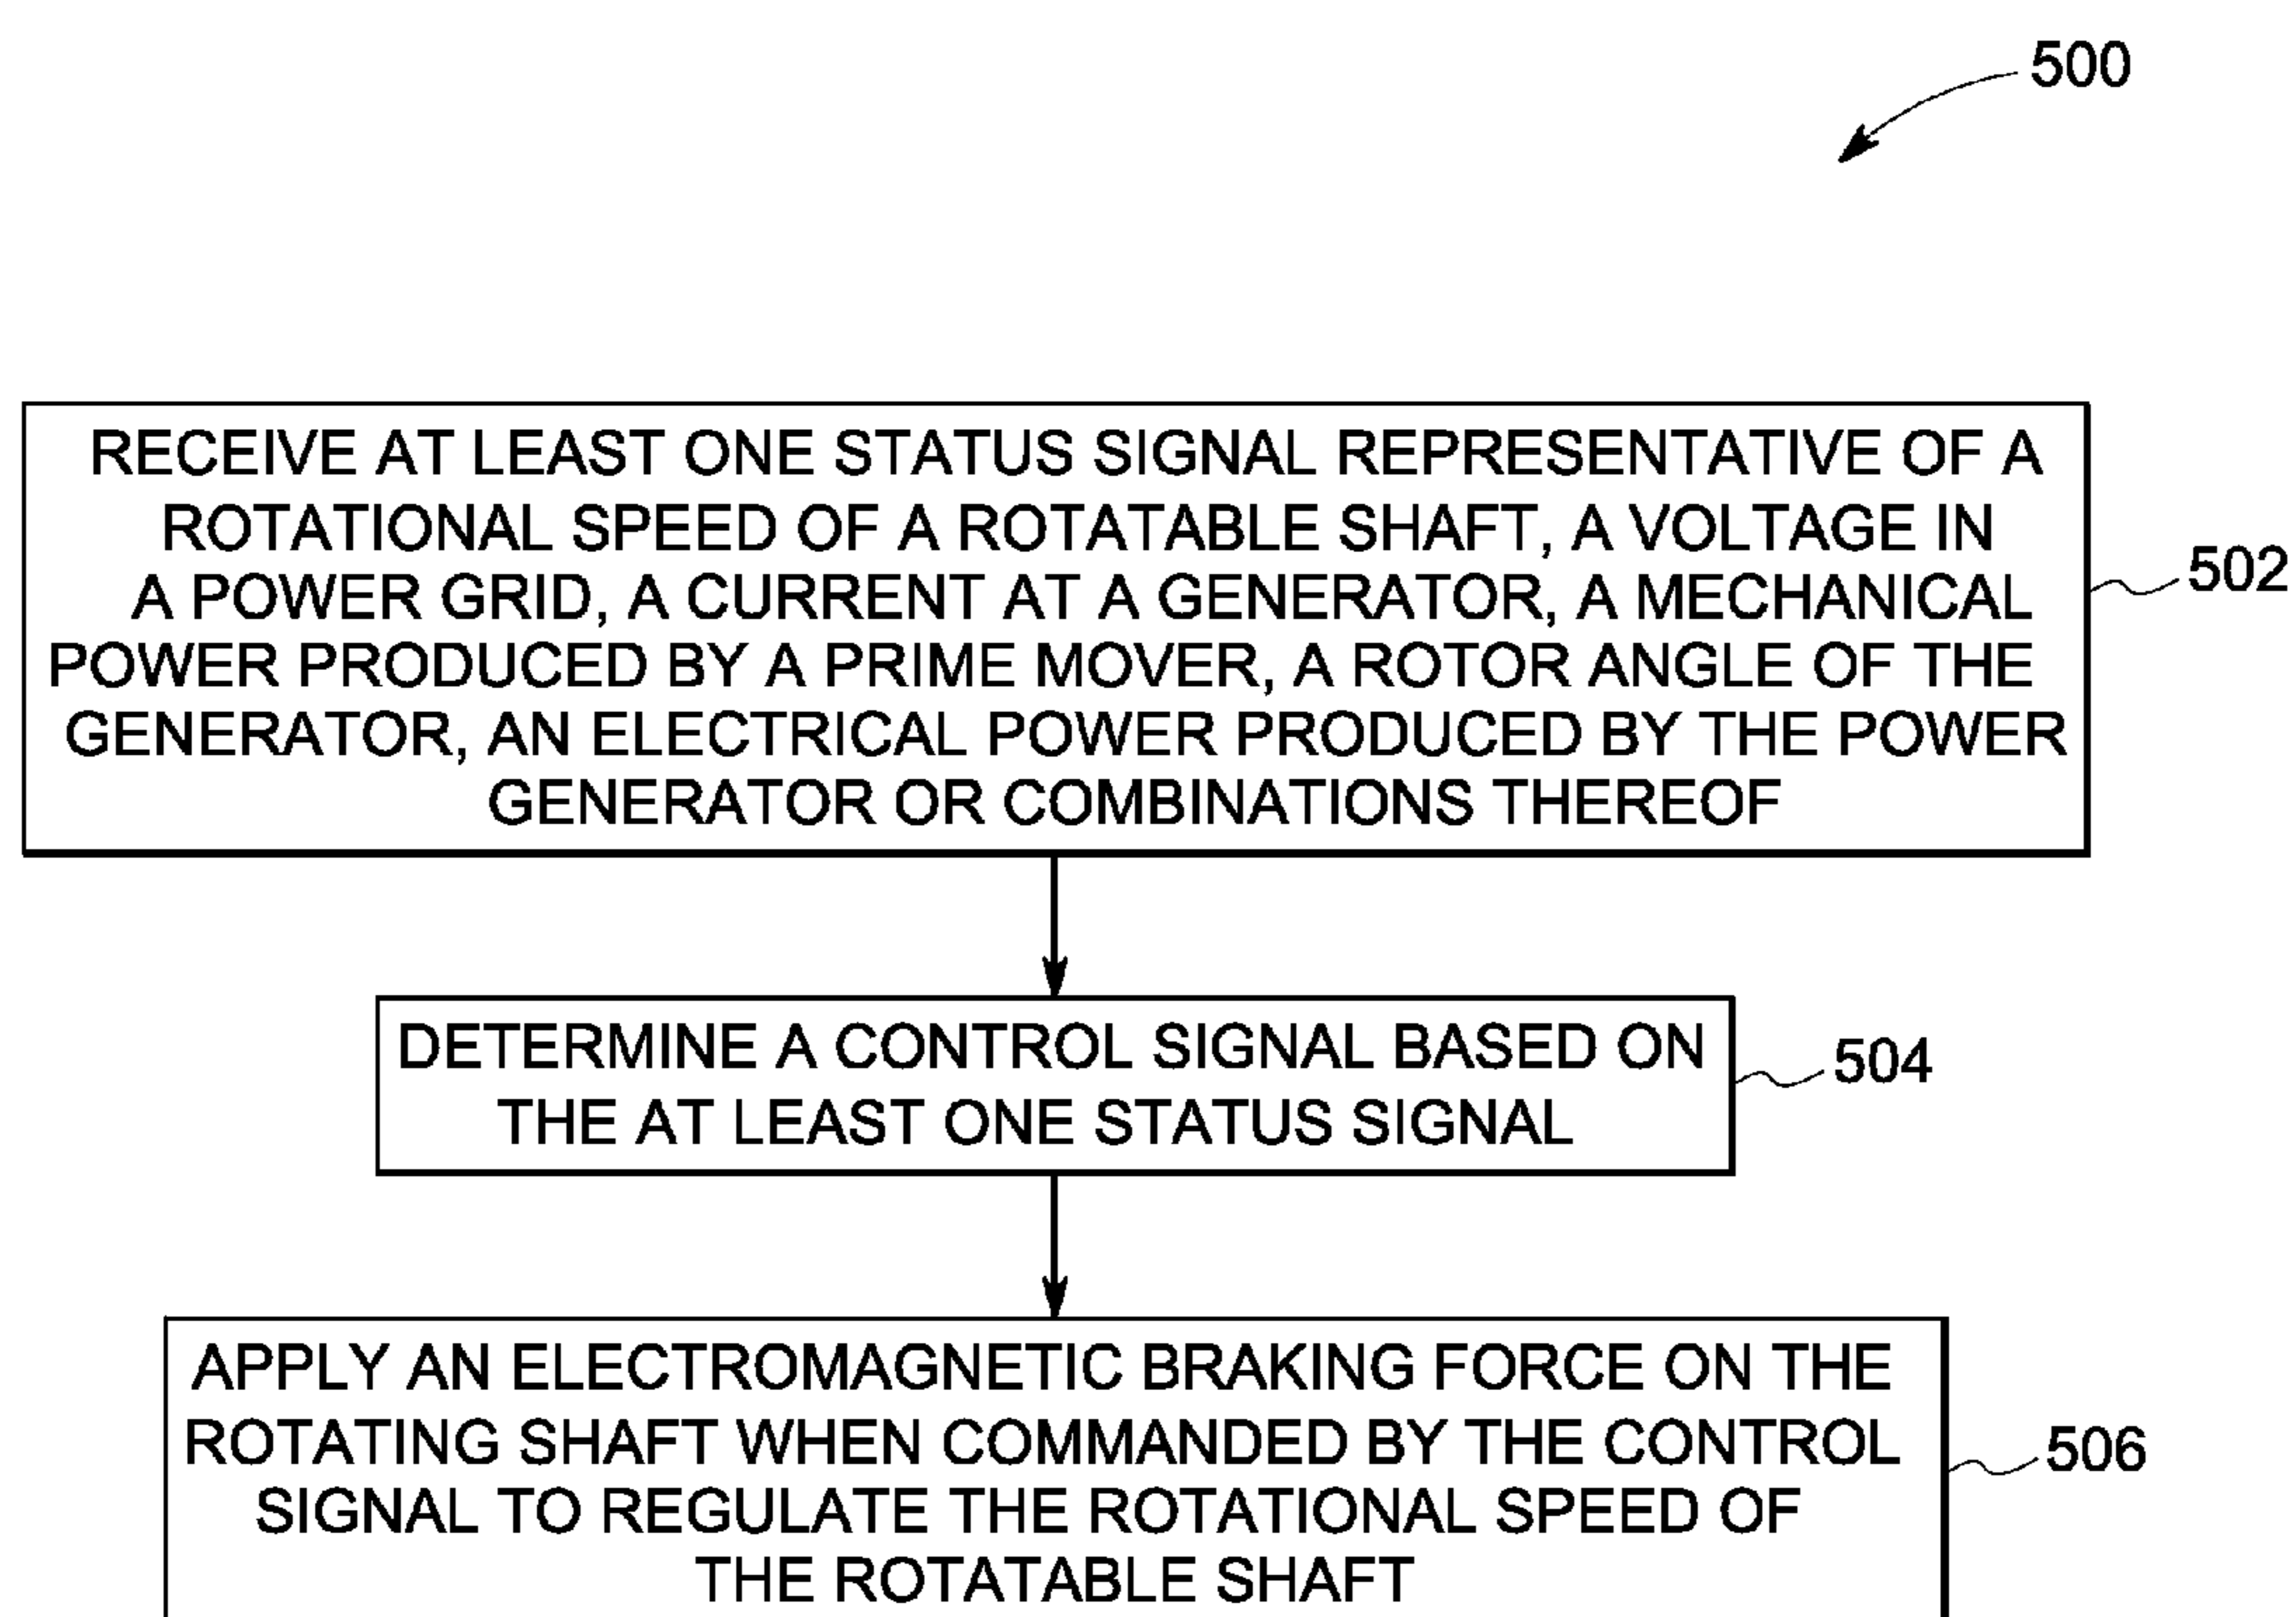 500
RECEIVE AT LEAST ONE STATUS SIGNAL REPRESENTATIVE OF A
ROTATIONAL SPEED OF A ROTATABLE SHAFT, A VOLTAGE IN
A POWER GRID, A CURRENT AT A GENERATOR, A MECHANICAL
POWER PRODUCED BY A PRIME MOVER, A ROTOR ANGLE OF THE
GENERATOR, AN ELECTRICAL POWER PRODUCED BY THE POWER
GENERATOR OR COMBINATIONS THEREOF
502
DETERMINE A CONTROL SIGNAL BASED ON
THE AT LEAST ONE STATUS SIGNAL
504
APPLY AN ELECTROMAGNETIC BRAKING FORCE ON THE
ROTATING SHAFT WHEN COMMANDED BY THE CONTROL
SIGNAL TO REGULATE THE ROTATIONAL SPEED OF
THE ROTATABLE SHAFT
506